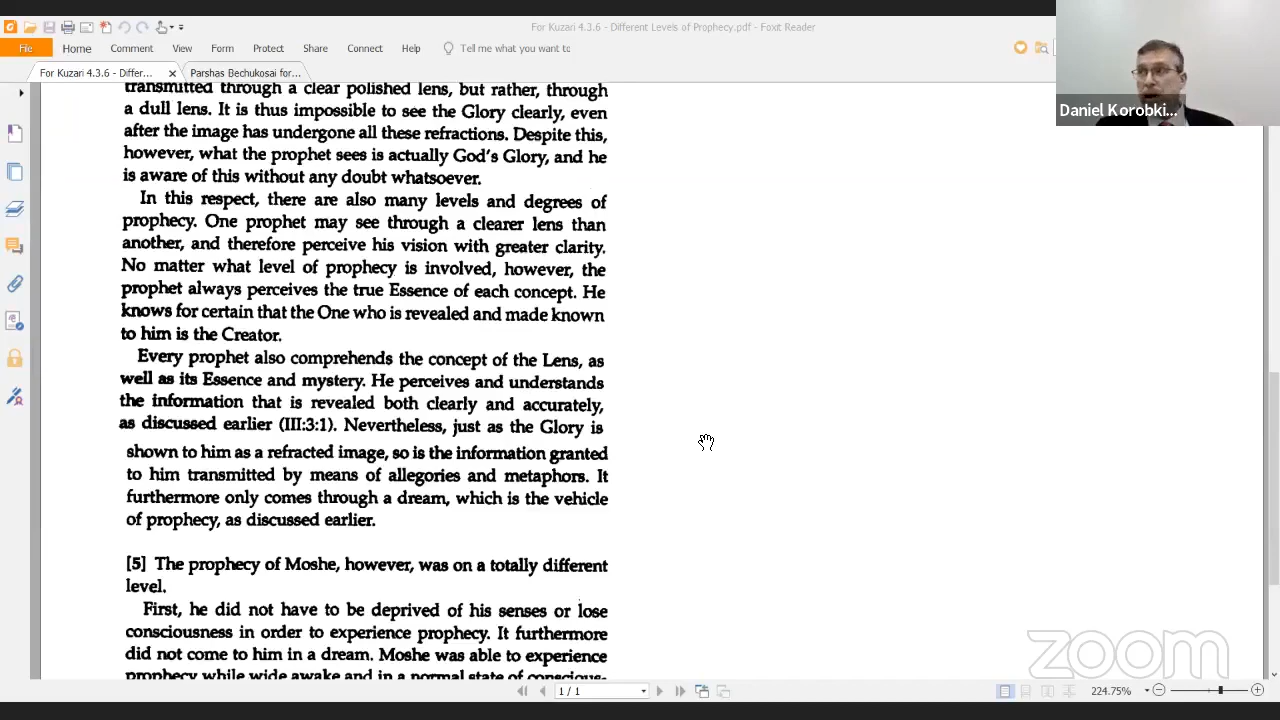 For Kuzari 4.3.6 - Different Levels of Prophecy.pdf - Foxit Reader
File Home Comment View Form Protect Share Connect Help Tell me what you want to
For Kuzari 4.3.6 - Differ... Parshas Bechukosai for...
Daniel Korobki...
transmitted through a clear polished lens, but rather, through
a dull lens. It is thus impossible to see the Glory clearly, even
after the image has undergone all these refractions. Despite this,
however, what the prophet sees is actually God's Glory, and he
is aware of this without any doubt whatsoever.
In this respect, there are also many levels and degrees of
prophecy. One prophet may see through a clearer lens than
another, and therefore perceive his vision with greater clarity.
No matter what level of prophecy is involved, however, the
prophet always perceives the true Essence of each concept. He
knows for certain that the One who is revealed and made known
to him is the Creator.
Every prophet also comprehends the concept of the Lens, as
well as its Essence and mystery. He perceives and understands
the information that is revealed both clearly and accurately,
as discussed earlier (III:3:1). Nevertheless, just as the Glory is
shown to him as a refracted image, so is the information granted
to him transmitted by means of allegories and metaphors. It
furthermore only comes through a dream, which is the vehicle
of prophecy, as discussed earlier.
[5] The prophecy of Moshe, however, was on a totally different
level.
First, he did not have to be deprived of his senses or lose
consciousness in order to experience prophecy. It furthermore
did not come to him in a dream. Moshe was able to experience
prophecy while wide awake and in a normal state of conscious-
zoom
1 / 1
224.75%